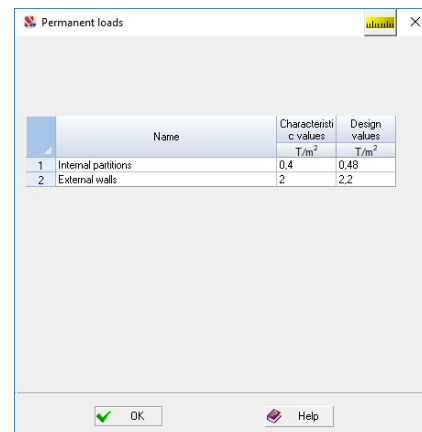 Permanent loads
Name Characteristi c values Design values
T/m² T/m²
1 Internal partitions 0,4 0,48
2 External walls 2 2,2
OK Help